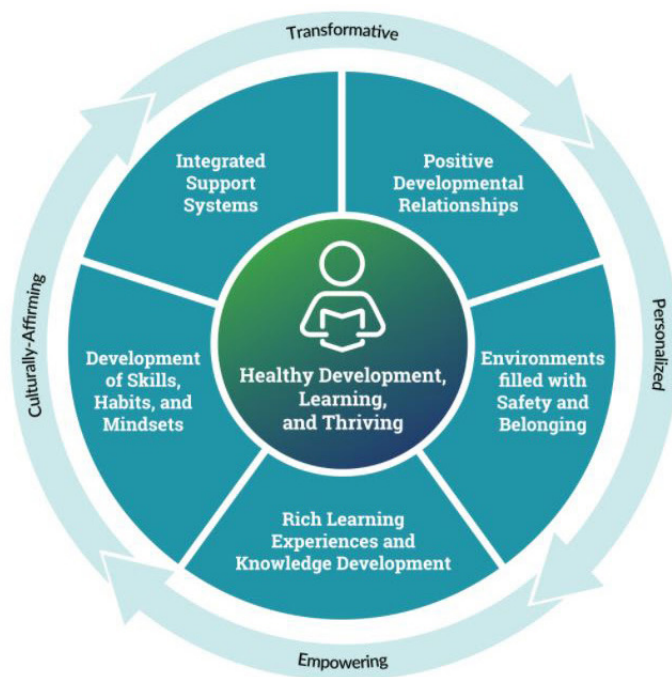 Transformative
Integrated
Support
Systems
Positive
Developmental
Relationships
Culturally-Affirming
Personalized
Development
of Skills,
Habits, and
Mindsets
Healthy Development,
Learning,
and Thriving
Environments
filled with
Safety and
Belonging
Rich Learning
Experiences and
Knowledge Development
Empowering